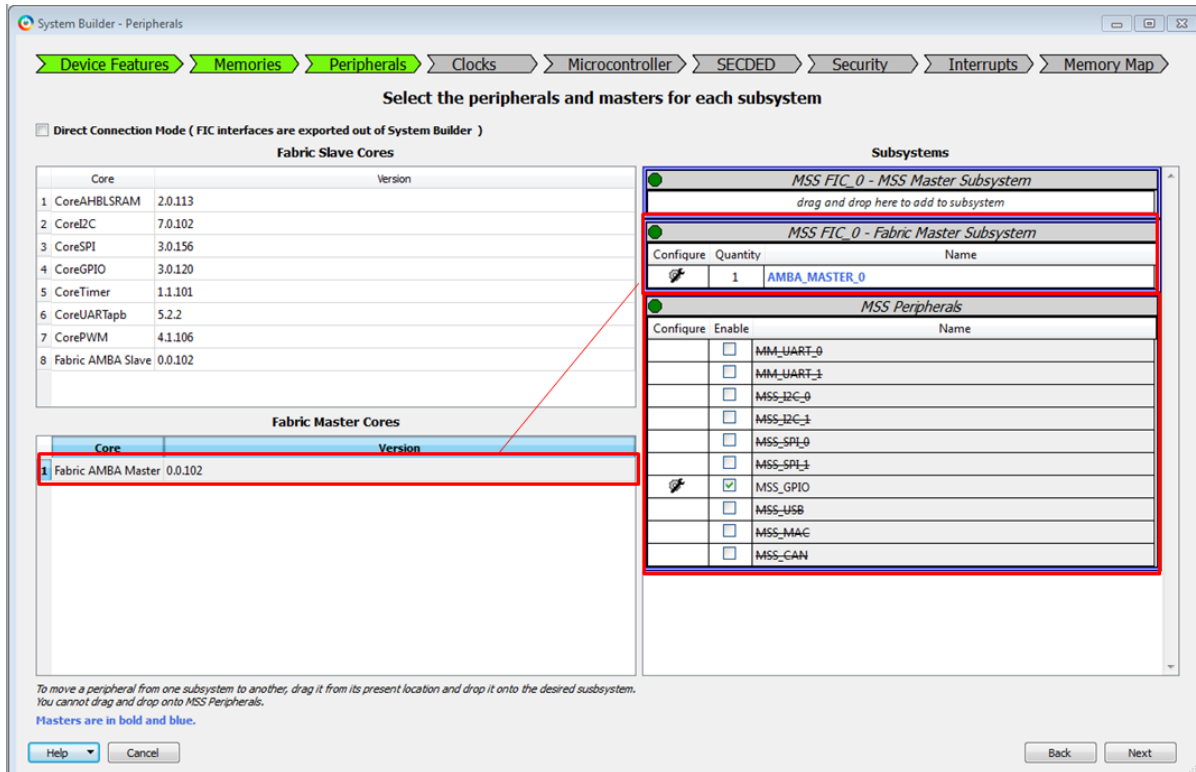 System Builder - Peripherals
Device Features Memories Peripherals Clocks Microcontroller SECDED Security Interrupts Memory Map
Select the peripherals and masters for each subsystem
Direct Connection Mode ( FIC interfaces are exported out of System Builder )
Fabric Slave Cores
Core Version
1 CoreAHBLSRAM 2.0.113
2 CoreI2C 7.0.102
3 CoreSPI 3.0.156
4 CoreGPIO 3.0.120
5 CoreTimer 1.1.101
6 CoreUARTapb 5.2.2
7 CorePWM 4.1.106
8 Fabric AMBA Slave 0.0.102
Fabric Master Cores
Core Version
1 Fabric AMBA Master 0.0.102
Subsystems
MSS FIC_0 - MSS Master Subsystem
drag and drop here to add to subsystem
MSS FIC_0 - Fabric Master Subsystem
Configure Quantity Name
1 AMBA_MASTER_0
MSS Peripherals
Configure Enable Name
MM_UART_0
MM_UART_1
MSS_I2C_0
MSS_I2C_1
MSS_SPI_0
MSS_SPI_1
MSS_GPIO
MSS_USB
MSS_MAC
MSS_CAN
To move a peripheral from one subsystem to another, drag it from its present location and drop it onto the desired susbsystem.
You cannot drag and drop onto MSS Peripherals.
Masters are in bold and blue.
Help Cancel Back Next